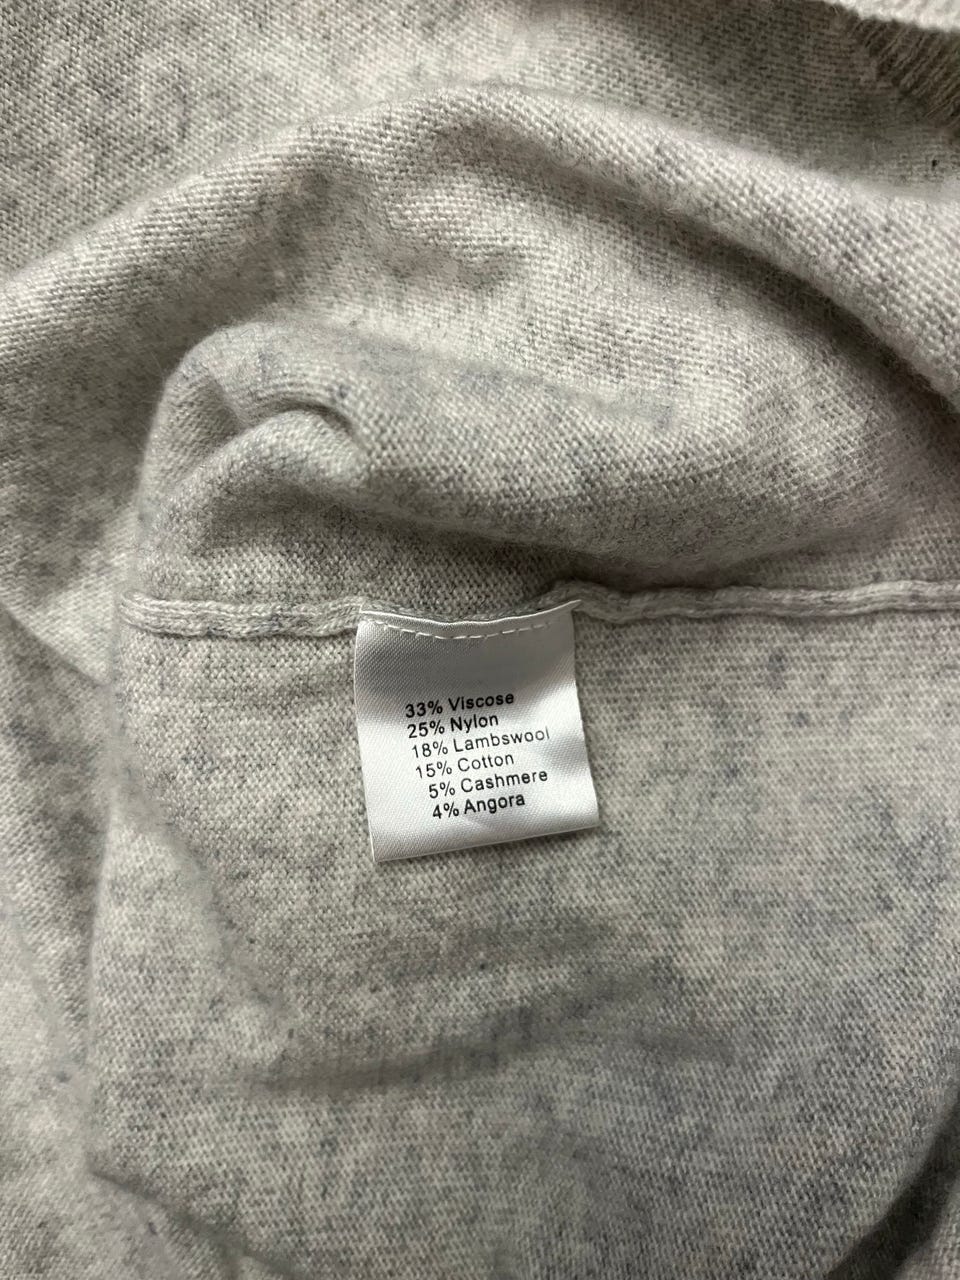 33% Viscose
25% Nylon
18% Lambswool
15% Cotton
5% Cashmere
4% Angora